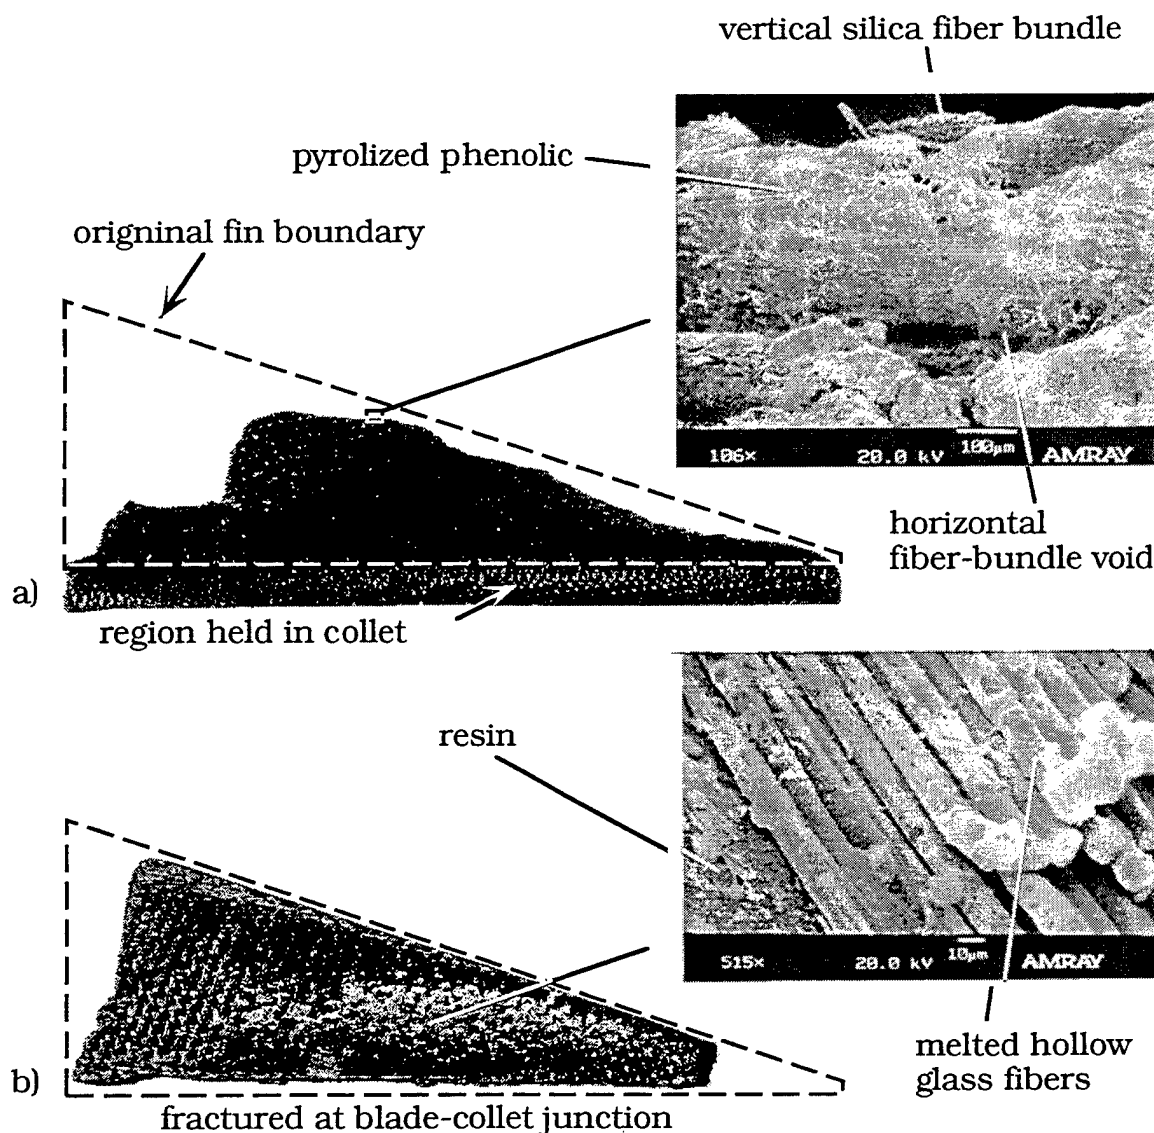 vertical silica fiber bundle
pyrolized phenolic
origninal fin boundary
106× 20.0 kV 100µm AMRAY
horizontal
fiber-bundle void
a)
region held in collet
resin
515× 20.0 kV 10µm AMRAY
melted hollow
glass fibers
b)
fractured at blade-collet junction